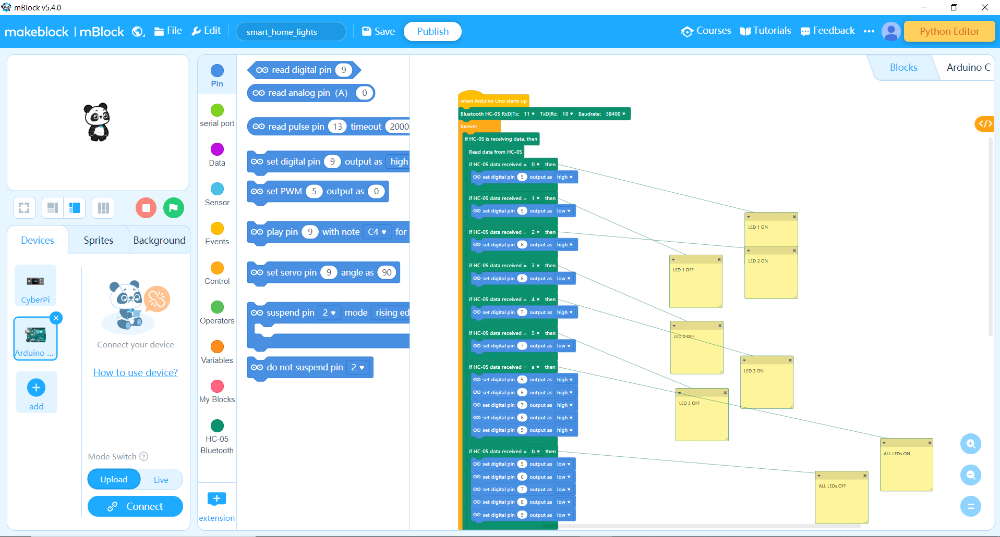 mBlock v5.4.0
makeblock | mBlock
File
Edit
smart_home_lights
Save
Publish
Courses
Tutorials
Feedback
Python Editor
Devices
Sprites
Background
CyberPi
Arduino ...
add
Connect your device
How to use device?
Mode Switch ?
Upload
Live
Connect
Pin
serial port
Data
Sensor
Events
Control
Operators
Variables
My Blocks
HC-05
Bluetooth
extension
read digital pin 9
read analog pin (A) 0
read pulse pin 13 timeout 2000
set digital pin 9 output as high
set PWM 5 output as 0
play pin 9 with note C4 for
set servo pin 9 angle as 90
suspend pin 2 mode rising ed
do not suspend pin 2
Blocks
Arduino C
</>
when Arduino Uno starts up
Bluetooth HC-05 RxD|Tx: 11 TxD|Rx: 10 Baudrate: 38400
forever
if HC-05 is receiving data, then
Read data from HC-05
if HC-05 data received = 0 then
set digital pin 5 output as high
if HC-05 data received = 1 then
set digital pin 5 output as low
if HC-05 data received = 2 then
set digital pin 6 output as high
if HC-05 data received = 3 then
set digital pin 6 output as low
if HC-05 data received = 4 then
set digital pin 7 output as high
if HC-05 data received = 5 then
set digital pin 7 output as low
if HC-05 data received = a then
set digital pin 5 output as high
set digital pin 6 output as high
set digital pin 7 output as high
set digital pin 8 output as high
set digital pin 9 output as high
if HC-05 data received = b then
set digital pin 5 output as low
set digital pin 6 output as low
set digital pin 7 output as low
set digital pin 8 output as low
set digital pin 9 output as low
LED 1 ON
LED 2 ON
LED 1 OFF
LED 2 OFF
LED 3 ON
LED 3 OFF
ALL LEDs ON
ALL LEDs OFF